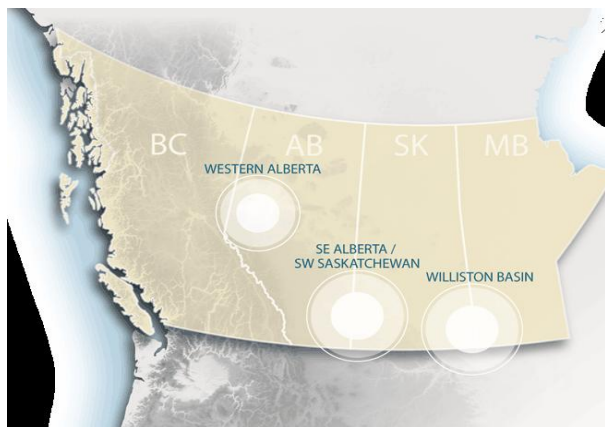 BC AB SK MB
WESTERN ALBERTA
SE ALBERTA /
SW SASKATCHEWAN
WILLISTON BASIN